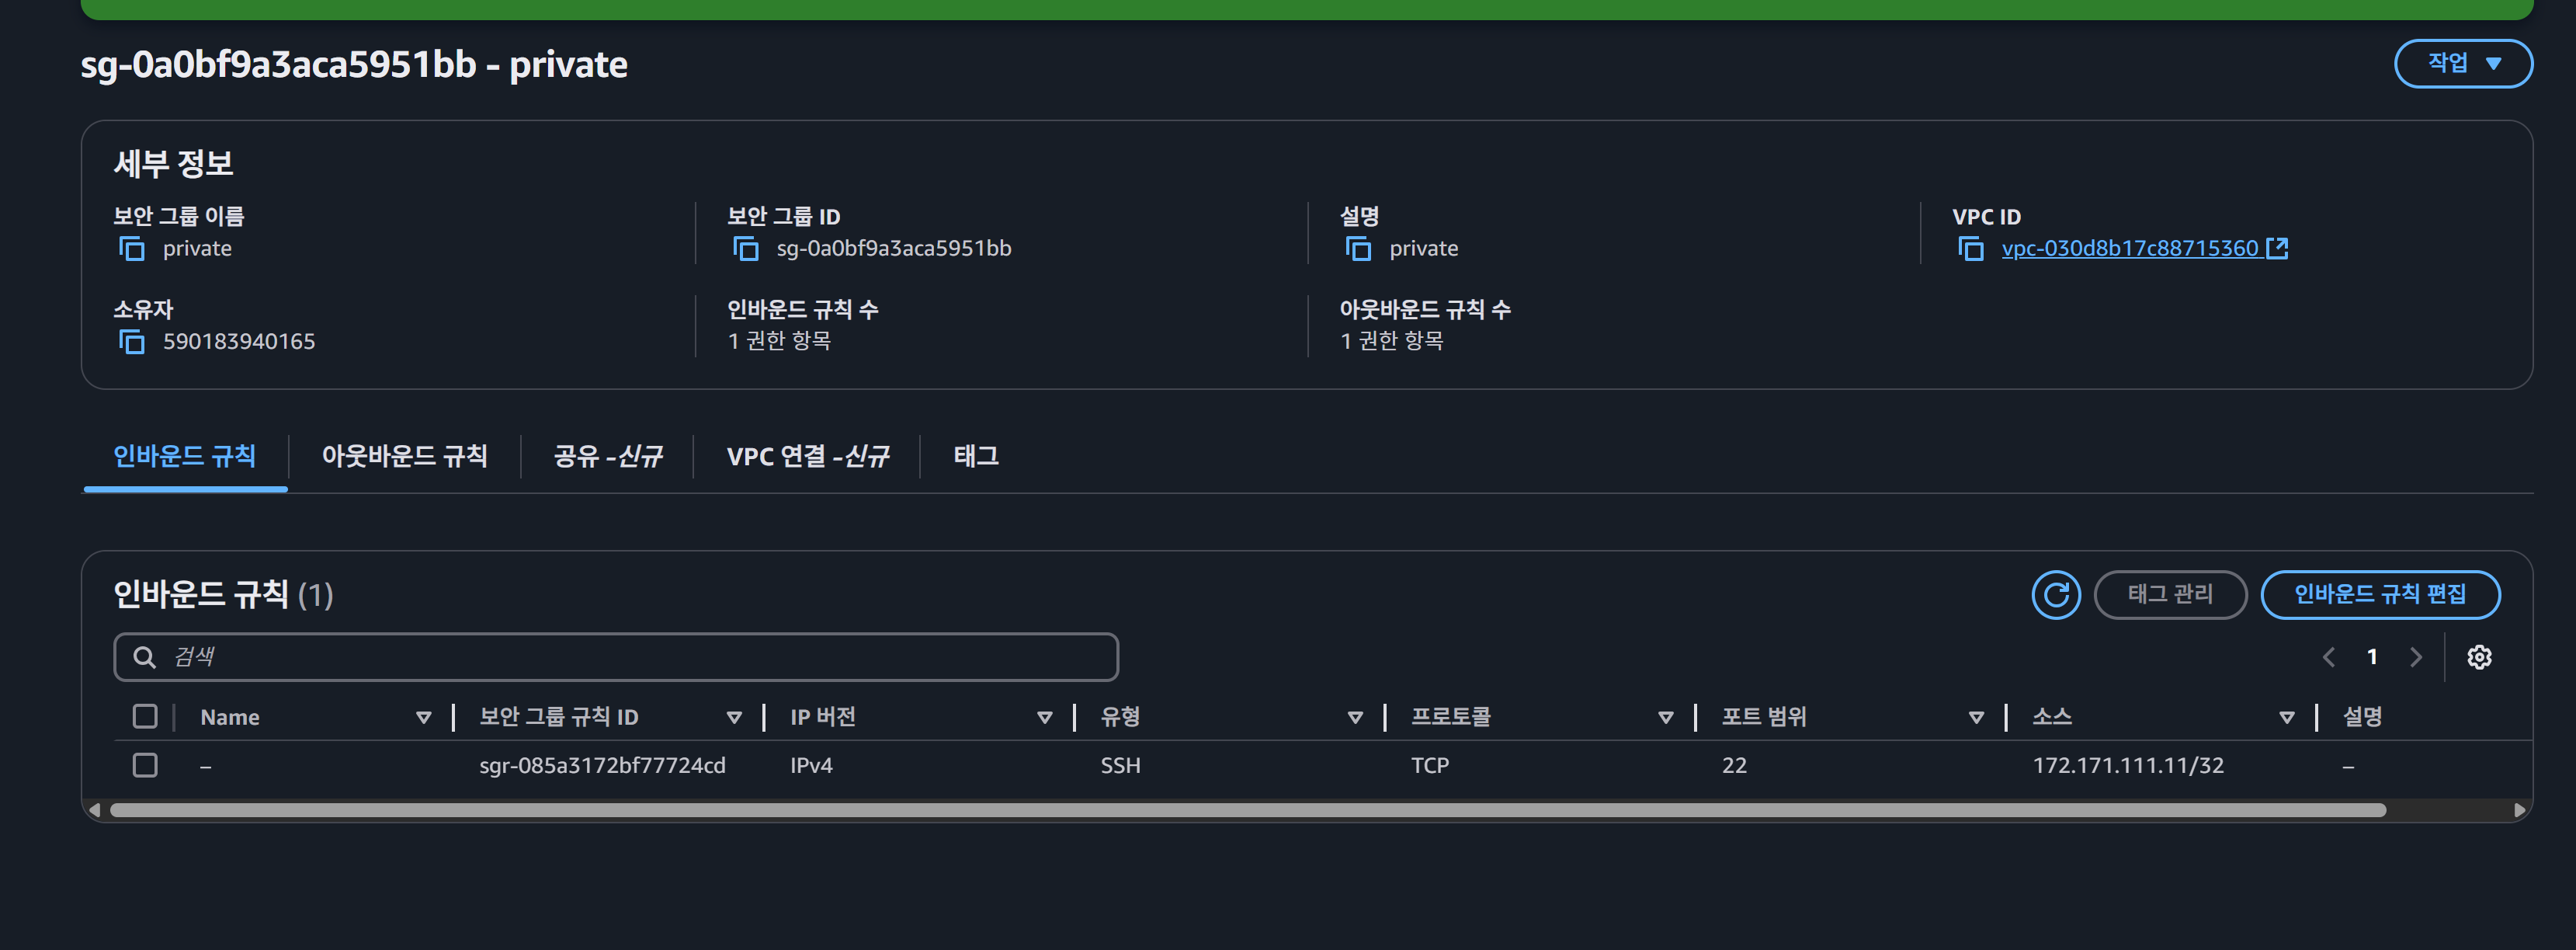 sg-0a0bf9a3aca5951bb - private
작업
세부 정보
보안 그룹 이름
private
보안 그룹 ID
sg-0a0bf9a3aca5951bb
설명
private
VPC ID
vpc-030d8b17c88715360
소유자
590183940165
인바운드 규칙 수
1 권한 항목
아웃바운드 규칙 수
1 권한 항목
인바운드 규칙 아웃바운드 규칙 공유 -신규 VPC 연결 -신규 태그
인바운드 규칙 (1)
태그 관리 인바운드 규칙 편집
검색
1
Name 보안 그룹 규칙 ID IP 버전 유형 프로토콜 포트 범위 소스 설명
– sgr-085a3172bf77724cd IPv4 SSH TCP 22 172.171.111.11/32 –